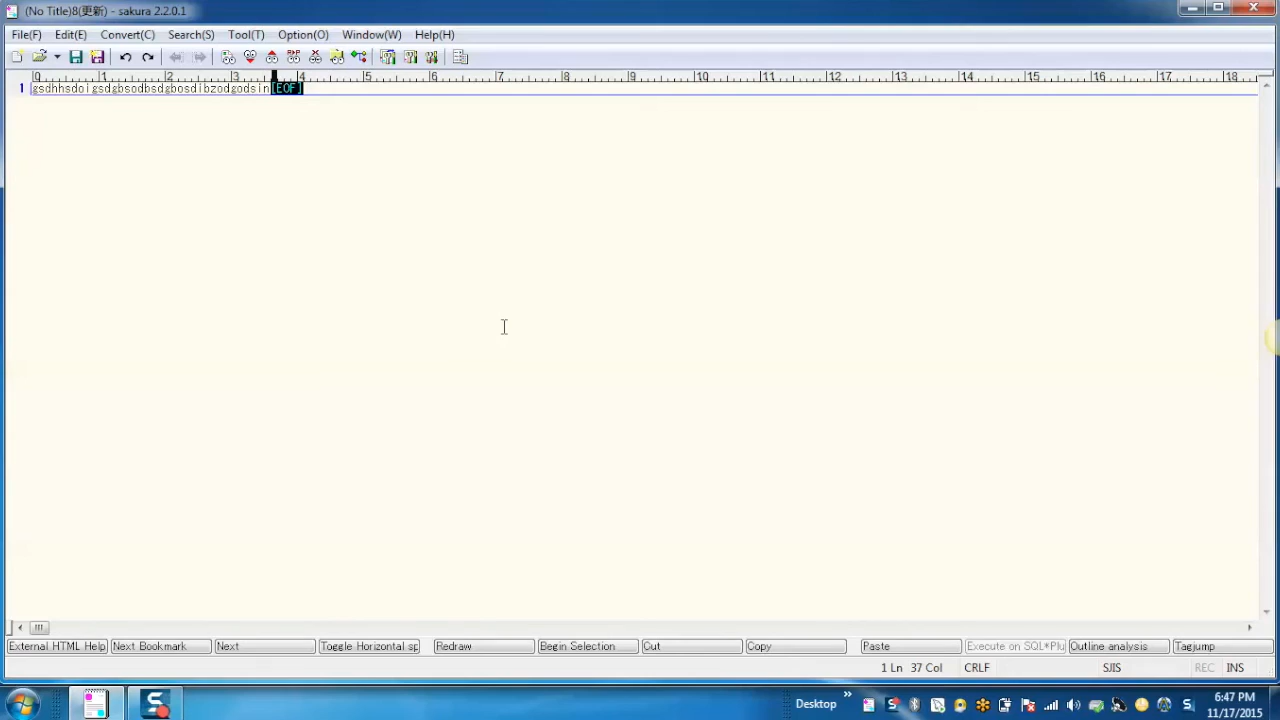 (No Title)8(更新) - sakura 2.2.0.1
File(F) Edit(E) Convert(C) Search(S) Tool(T) Option(O) Window(W) Help(H)
0 1 2 3 4 5 6 7 8 9 10 11 12 13 14 15 16 17 18
1 gsdhhsdoigsdgbsodbsdgbosdibzodgodsin[EOF]
External HTML Help Next Bookmark Next Toggle Horizontal sp Redraw Begin Selection Cut Copy Paste Execute on SQL*Plu Outline analysis Tagjump
1 Ln 37 Col CRLF SJIS REC INS
Desktop 6:47 PM
11/17/2015